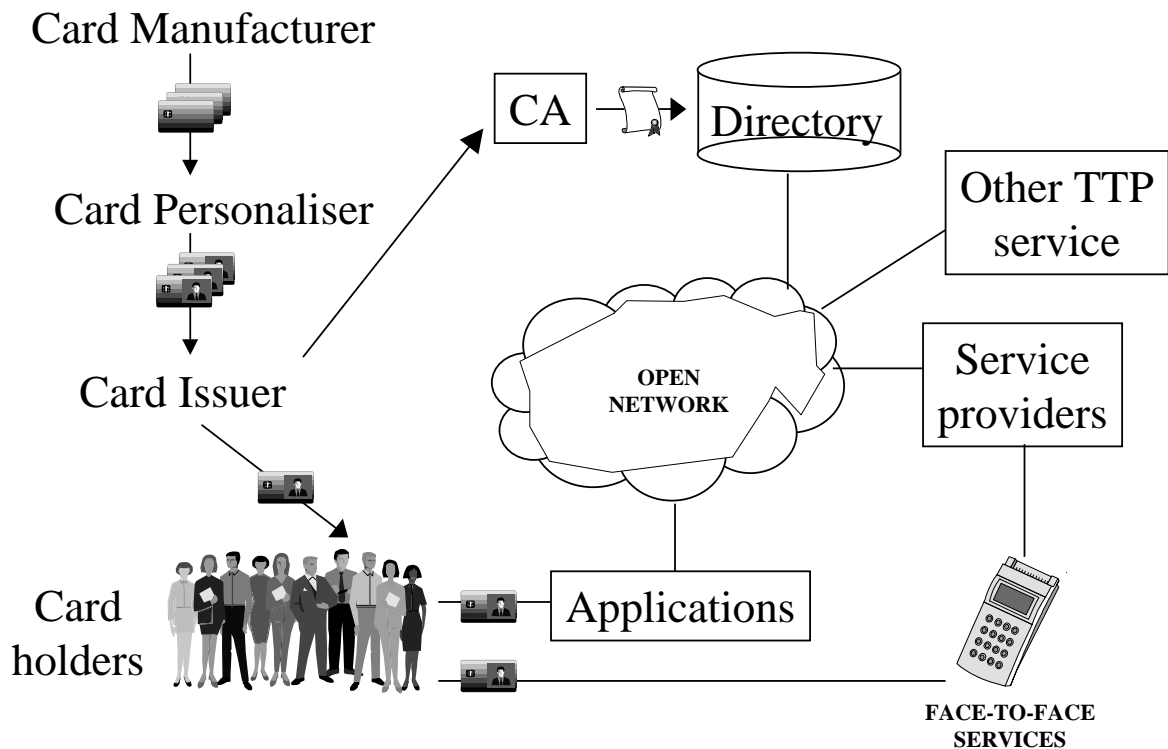 Card Manufacturer
CA
Directory
Card Personaliser
Other TTP
service
Card Issuer
OPEN
NETWORK
Service
providers
Card
holders
Applications
FACE-TO-FACE
SERVICES